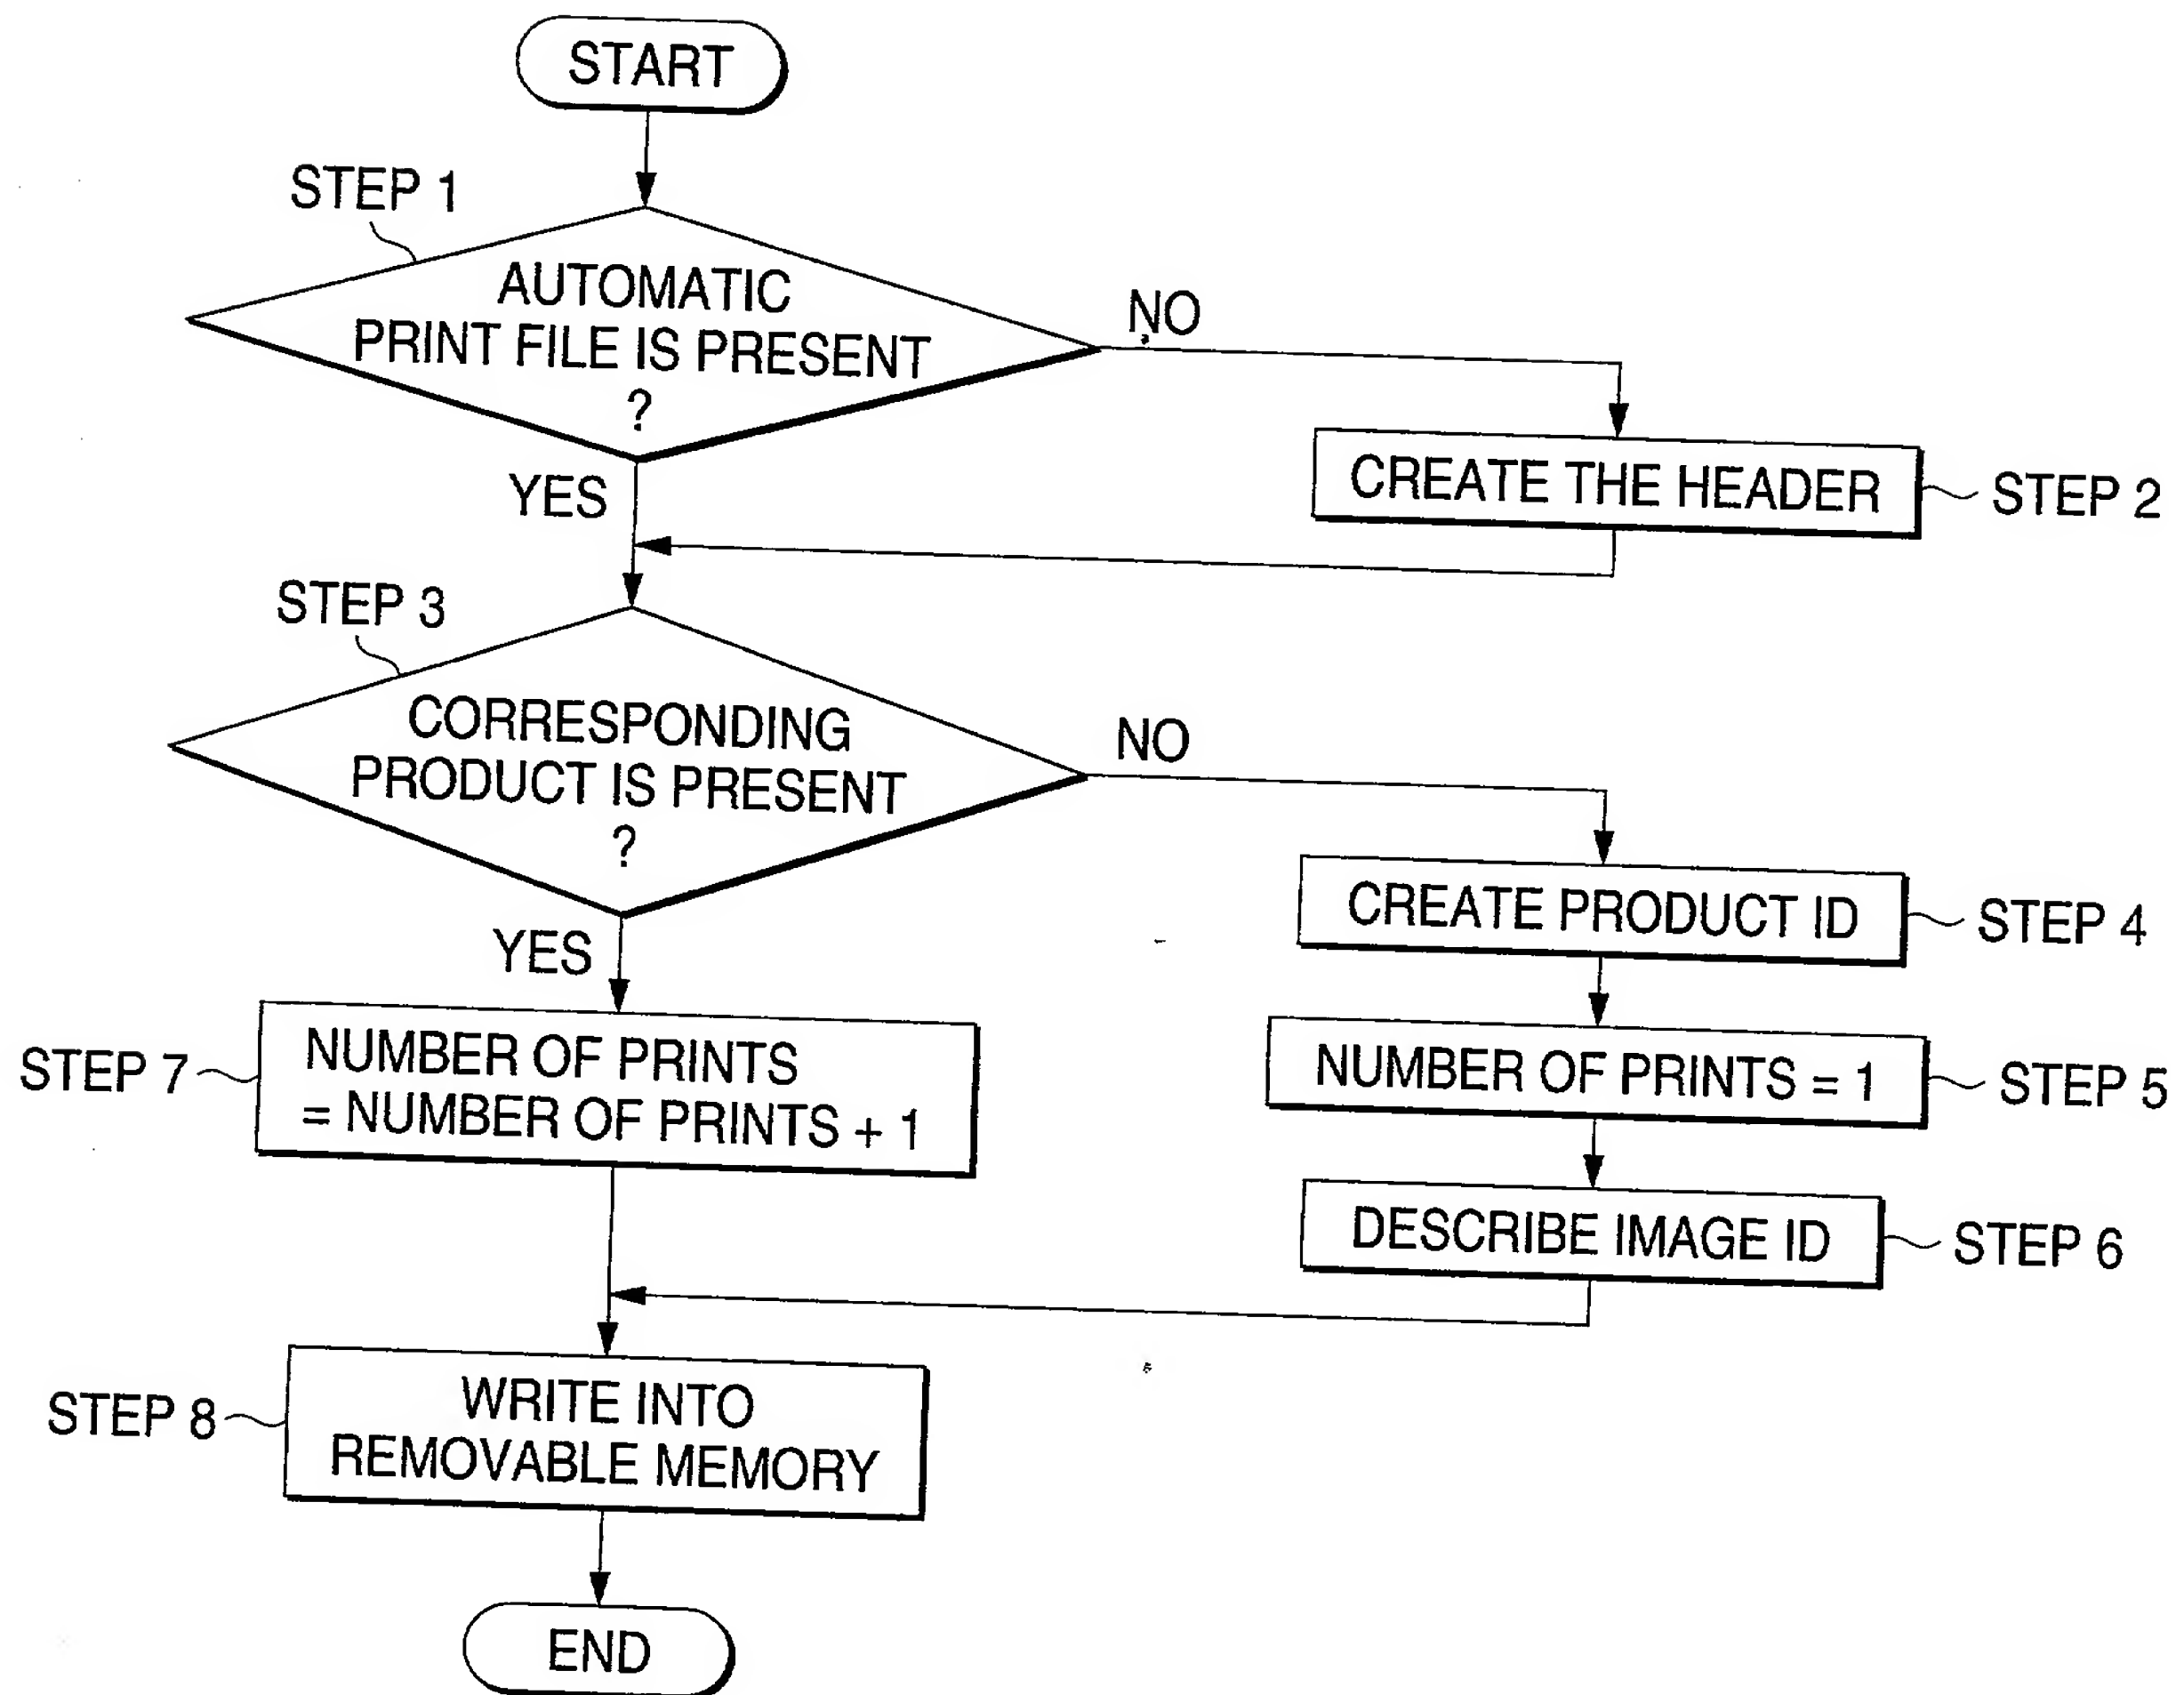 START
STEP 1
AUTOMATIC
PRINT FILE IS PRESENT
?
NO
YES
CREATE THE HEADER
STEP 2
STEP 3
CORRESPONDING
PRODUCT IS PRESENT
?
NO
YES
CREATE PRODUCT ID
STEP 4
NUMBER OF PRINTS = 1
STEP 5
DESCRIBE IMAGE ID
STEP 6
STEP 7
NUMBER OF PRINTS
= NUMBER OF PRINTS + 1
STEP 8
WRITE INTO
REMOVABLE MEMORY
END